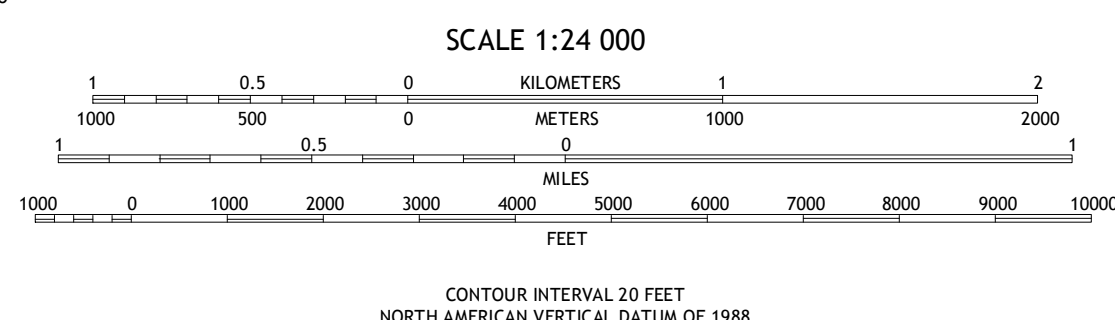 SCALE 1:24 000
1 0.5 0 KILOMETERS 1 2
1000 500 0 METERS 1000 2000
1 0.5 0 1
MILES
1000 0 1000 2000 3000 4000 5000 6000 7000 8000 9000 10000
FEET
CONTOUR INTERVAL 20 FEET
NORTH AMERICAN VERTICAL DATUM OF 1988